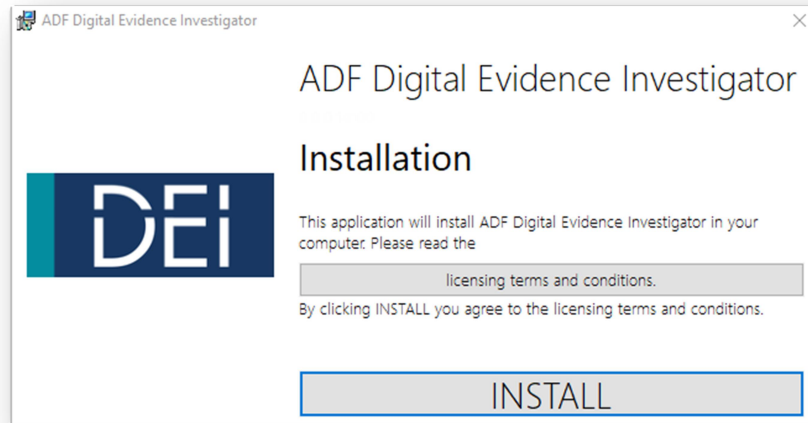 ADF Digital Evidence Investigator
ADF Digital Evidence Investigator
Installation
DEI
This application will install ADF Digital Evidence Investigator in your
computer. Please read the
licensing terms and conditions.
By clicking INSTALL you agree to the licensing terms and conditions.
INSTALL